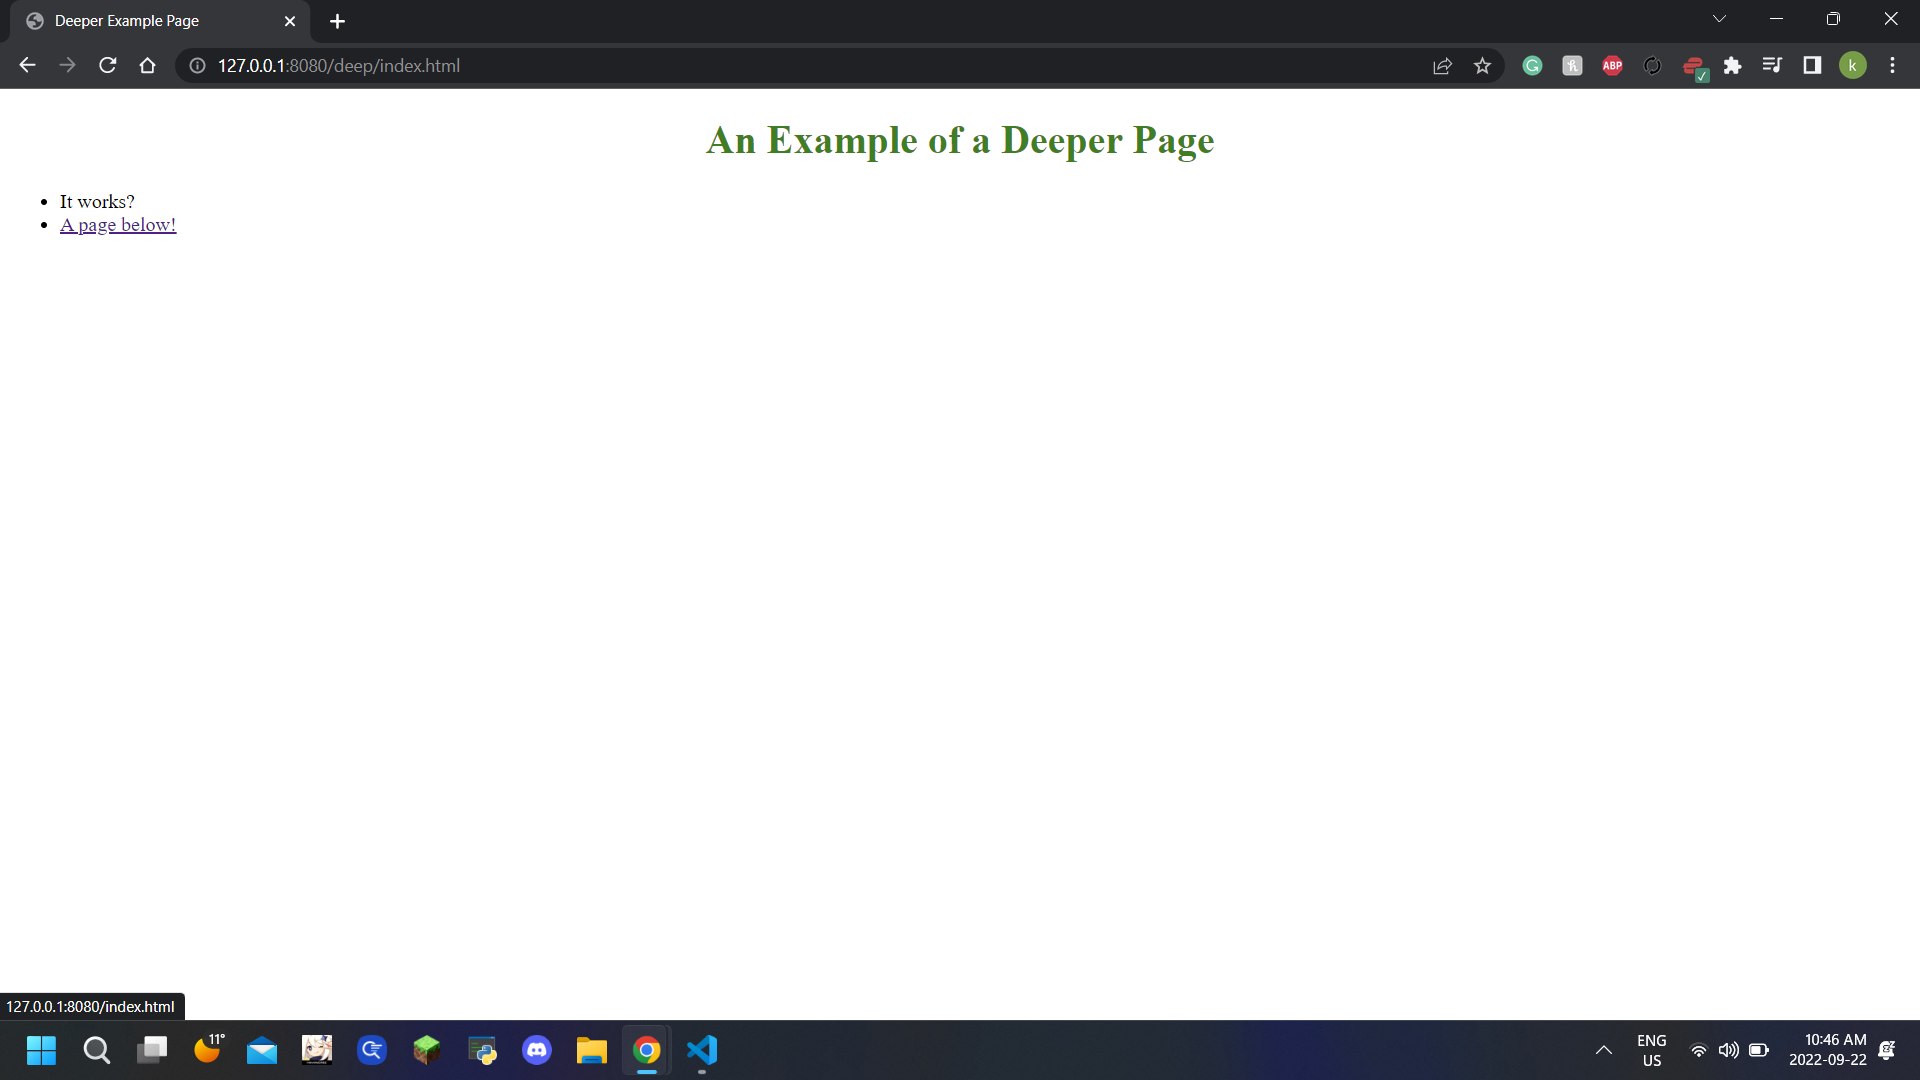 Deeper Example Page
127.0.0.1:8080/deep/index.html
ABP
k
An Example of a Deeper Page
It works?
A page below!
127.0.0.1:8080/index.html
11°
ENG
US
10:46 AM
2022-09-22